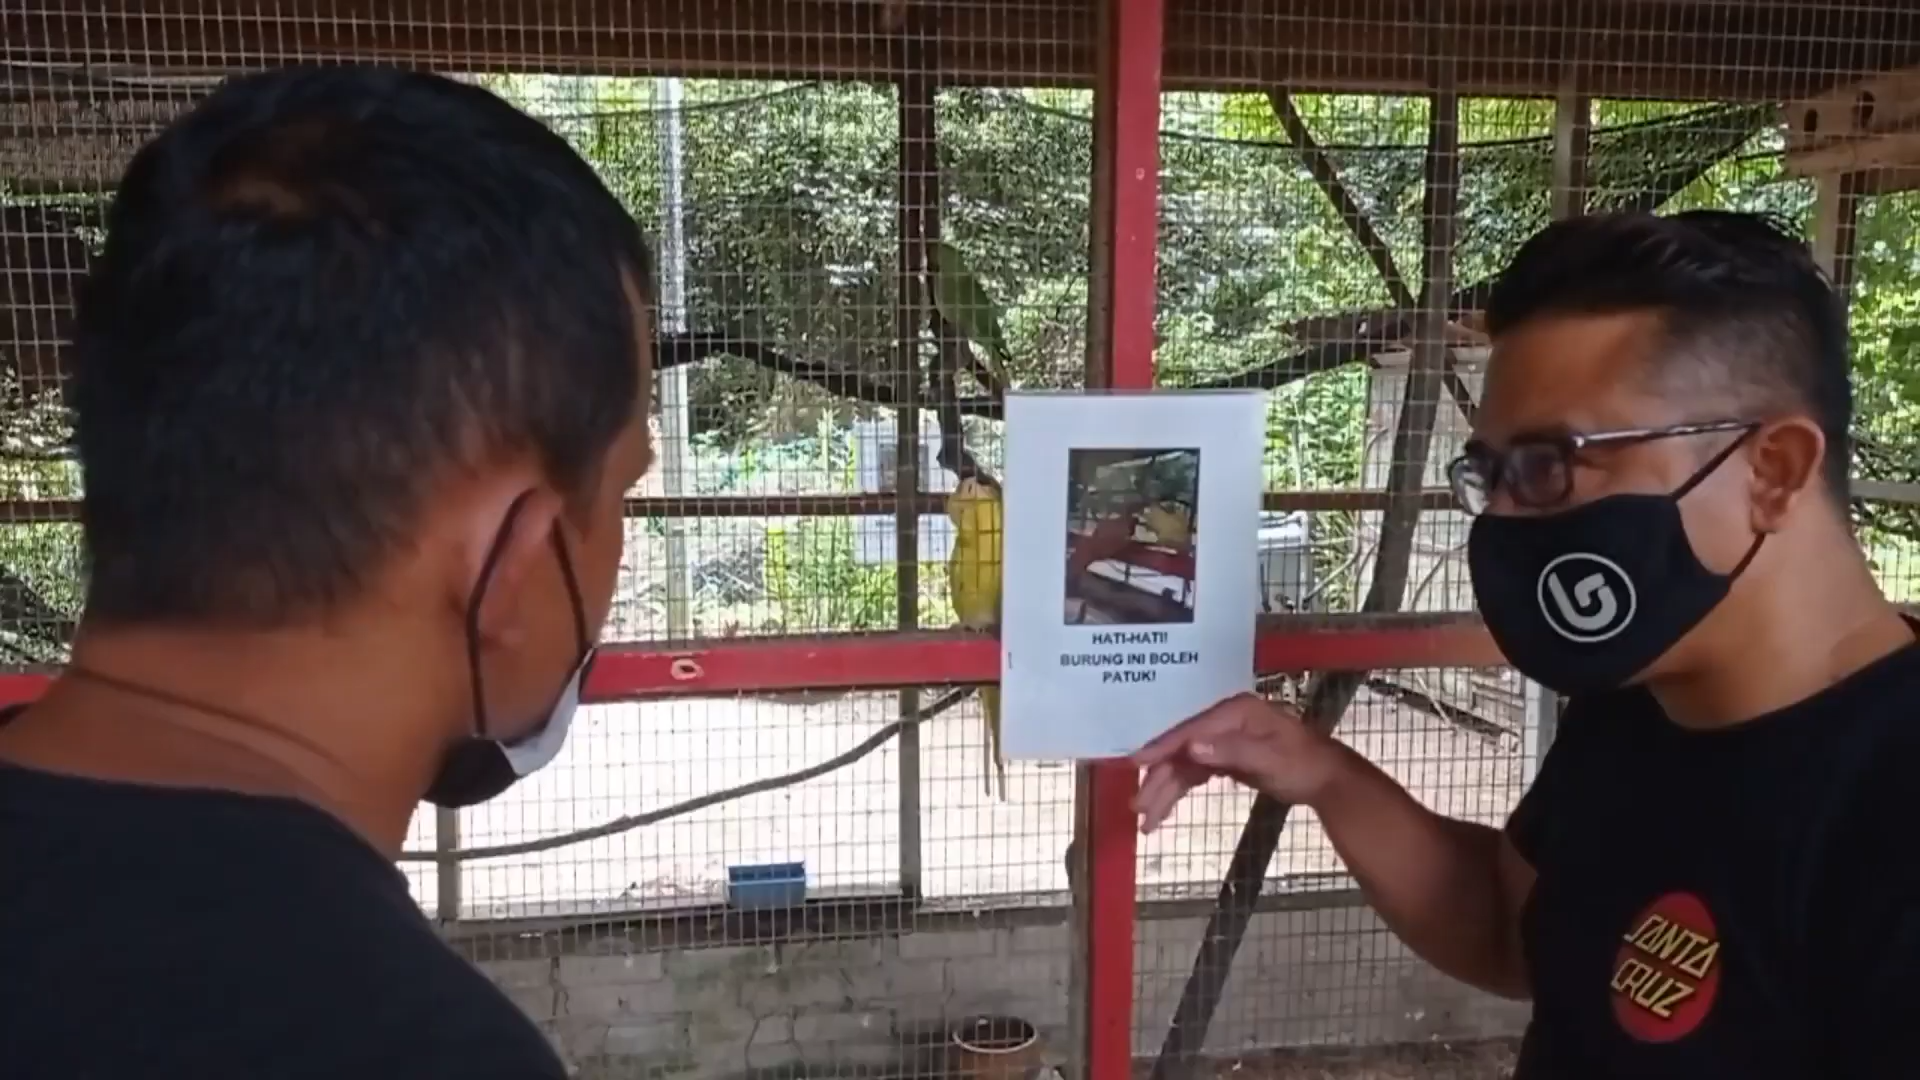 HATI-HATI!
BURUNG INI BOLEH
PATUK!
SANTA
CRUZ